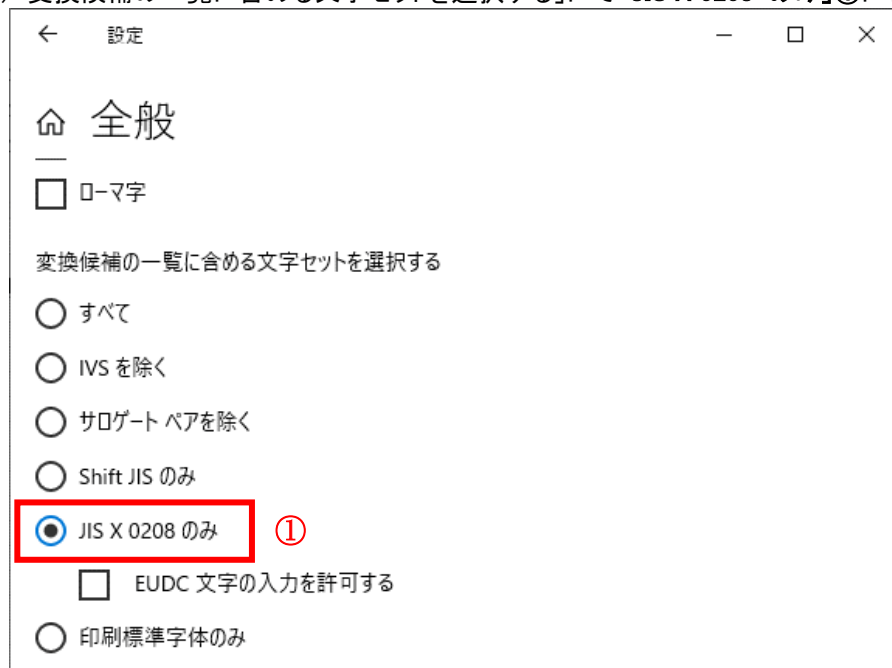 ← 設定
全般
ローマ字
変換候補の一覧に含める文字セットを選択する
すべて
IVS を除く
サロゲート ペアを除く
Shift JIS のみ
JIS X 0208 のみ ①
EUDC 文字の入力を許可する
印刷標準字体のみ